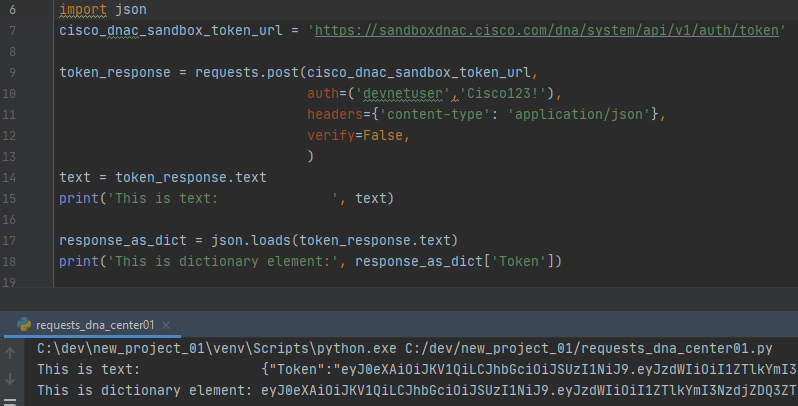 6 import json
7 cisco_dnac_sandbox_token_url = 'https://sandboxdnac.cisco.com/dna/system/api/v1/auth/token'
8
9 token_response = requests.post(cisco_dnac_sandbox_token_url,
10 auth=('devnetuser','Cisco123!'),
11 headers={'content-type': 'application/json'},
12 verify=False,
13 )
14 text = token_response.text
15 print('This is text:                ', text)
16
17 response_as_dict = json.loads(token_response.text)
18 print('This is dictionary element:', response_as_dict['Token'])
19
requests_dna_center01 ×
C:\dev\new_project_01\venv\Scripts\python.exe C:/dev/new_project_01/requests_dna_center01.py
This is text:                 {"Token":"eyJ0eXAiOiJKV1QiLCJhbGciOiJSUzI1NiJ9.eyJzdWIiOiI1ZTlkYmI3
This is dictionary element: eyJ0eXAiOiJKV1QiLCJhbGciOiJSUzI1NiJ9.eyJzdWIiOiI1ZTlkYmI3NzdjZDQ3ZT